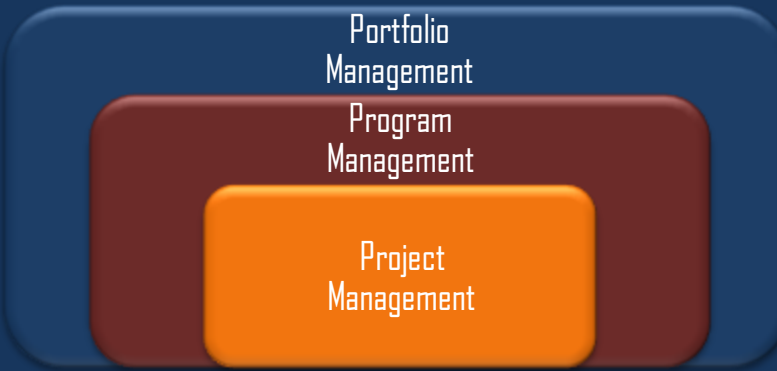 Portfolio
Management
Program
Management
Project
Management